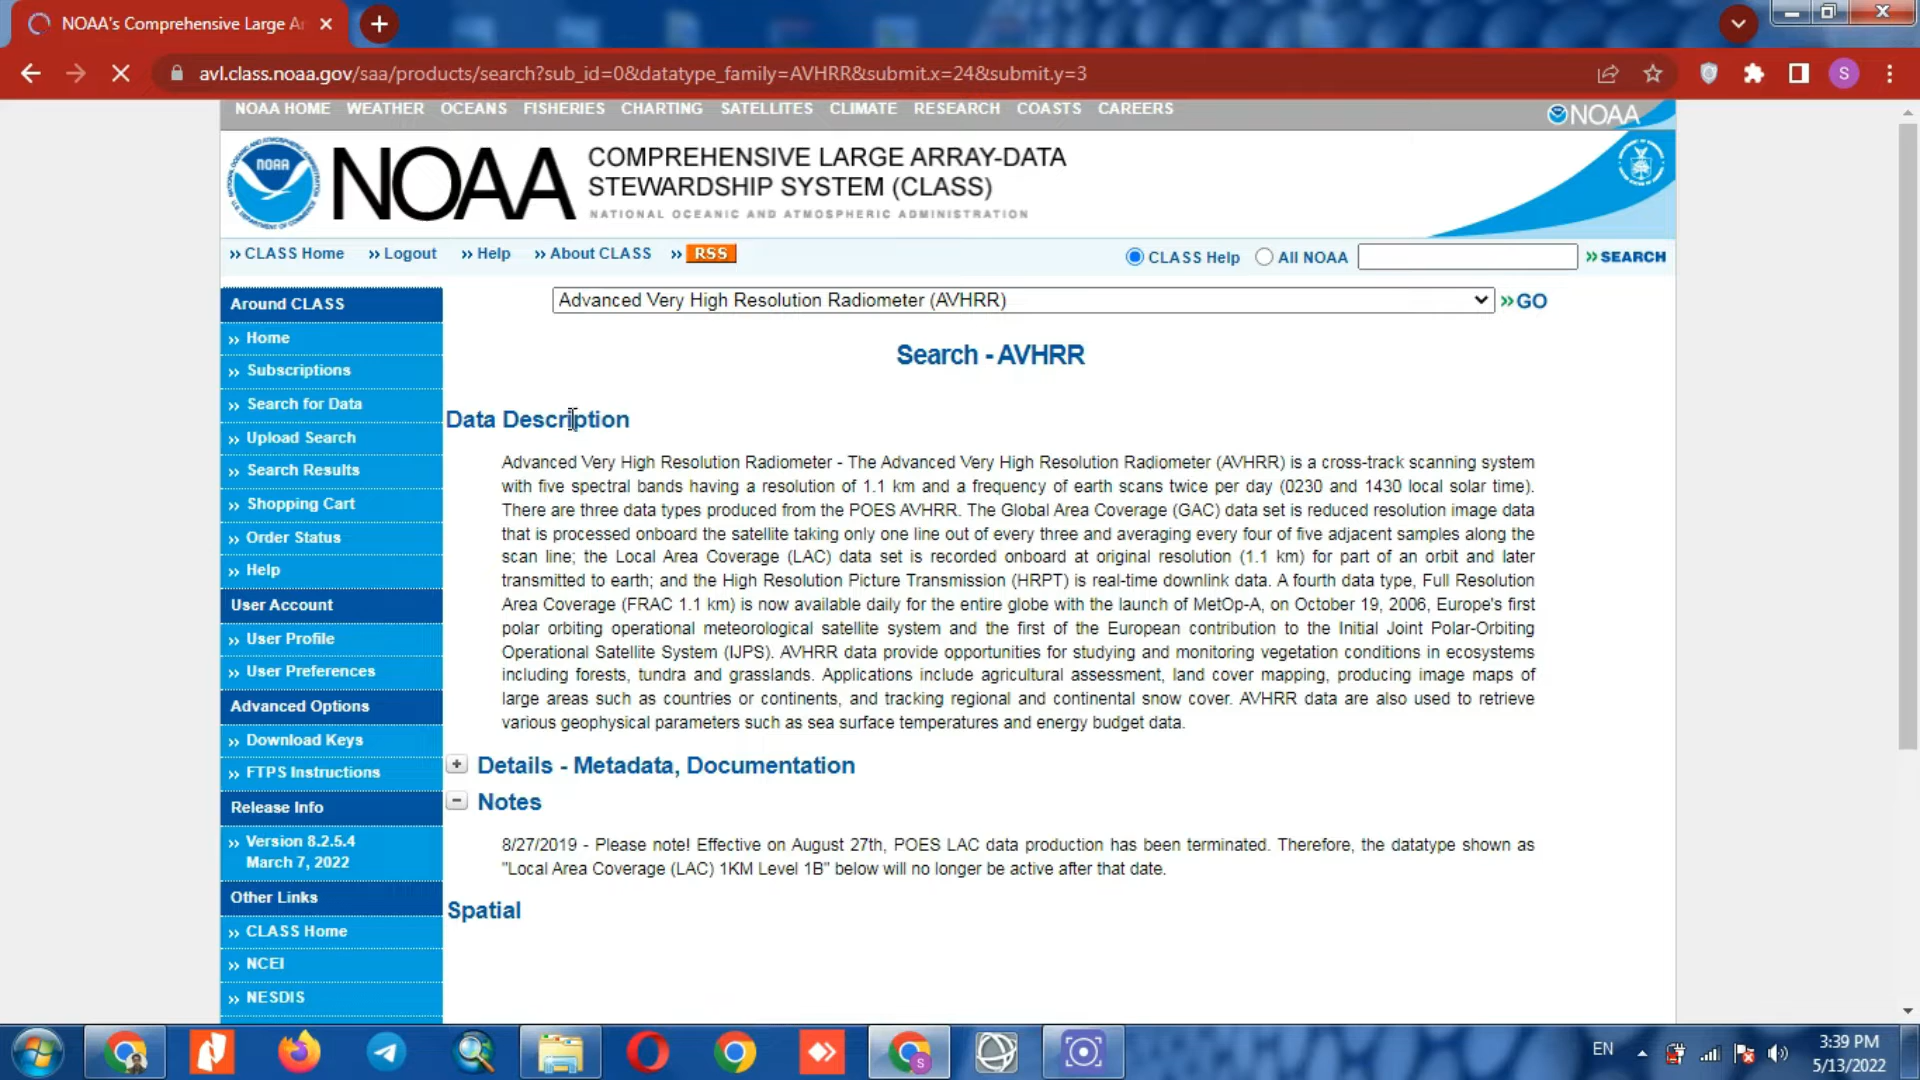 NOAA's Comprehensive Large Ar
avl.class.noaa.gov/saa/products/search?sub_id=0&datatype_family=AVHRR&submit.x=24&submit.y=3
S
NOAA HOME WEATHER OCEANS FISHERIES CHARTING SATELLITES CLIMATE RESEARCH COASTS CAREERS
NOAA
NOAA
NOAA
COMPREHENSIVE LARGE ARRAY-DATA
STEWARDSHIP SYSTEM (CLASS)
NATIONAL OCEANIC AND ATMOSPHERIC ADMINISTRATION
›› CLASS Home ›› Logout ›› Help ›› About CLASS ›› RSS
CLASS Help All NOAA ›› SEARCH
Around CLASS
›› Home
›› Subscriptions
›› Search for Data
›› Upload Search
›› Search Results
›› Shopping Cart
›› Order Status
›› Help
User Account
›› User Profile
›› User Preferences
Advanced Options
›› Download Keys
›› FTPS Instructions
Release Info
›› Version 8.2.5.4
March 7, 2022
Other Links
›› CLASS Home
›› NCEI
›› NESDIS
Advanced Very High Resolution Radiometer (AVHRR) ››GO
Search - AVHRR
Data Description
Advanced Very High Resolution Radiometer - The Advanced Very High Resolution Radiometer (AVHRR) is a cross-track scanning system
with five spectral bands having a resolution of 1.1 km and a frequency of earth scans twice per day (0230 and 1430 local solar time).
There are three data types produced from the POES AVHRR. The Global Area Coverage (GAC) data set is reduced resolution image data
that is processed onboard the satellite taking only one line out of every three and averaging every four of five adjacent samples along the
scan line; the Local Area Coverage (LAC) data set is recorded onboard at original resolution (1.1 km) for part of an orbit and later
transmitted to earth; and the High Resolution Picture Transmission (HRPT) is real-time downlink data. A fourth data type, Full Resolution
Area Coverage (FRAC 1.1 km) is now available daily for the entire globe with the launch of MetOp-A, on October 19, 2006, Europe's first
polar orbiting operational meteorological satellite system and the first of the European contribution to the Initial Joint Polar-Orbiting
Operational Satellite System (IJPS). AVHRR data provide opportunities for studying and monitoring vegetation conditions in ecosystems
including forests, tundra and grasslands. Applications include agricultural assessment, land cover mapping, producing image maps of
large areas such as countries or continents, and tracking regional and continental snow cover. AVHRR data are also used to retrieve
various geophysical parameters such as sea surface temperatures and energy budget data.
Details - Metadata, Documentation
Notes
8/27/2019 - Please note! Effective on August 27th, POES LAC data production has been terminated. Therefore, the datatype shown as
"Local Area Coverage (LAC) 1KM Level 1B" below will no longer be active after that date.
Spatial
S
EN
3:39 PM
5/13/2022